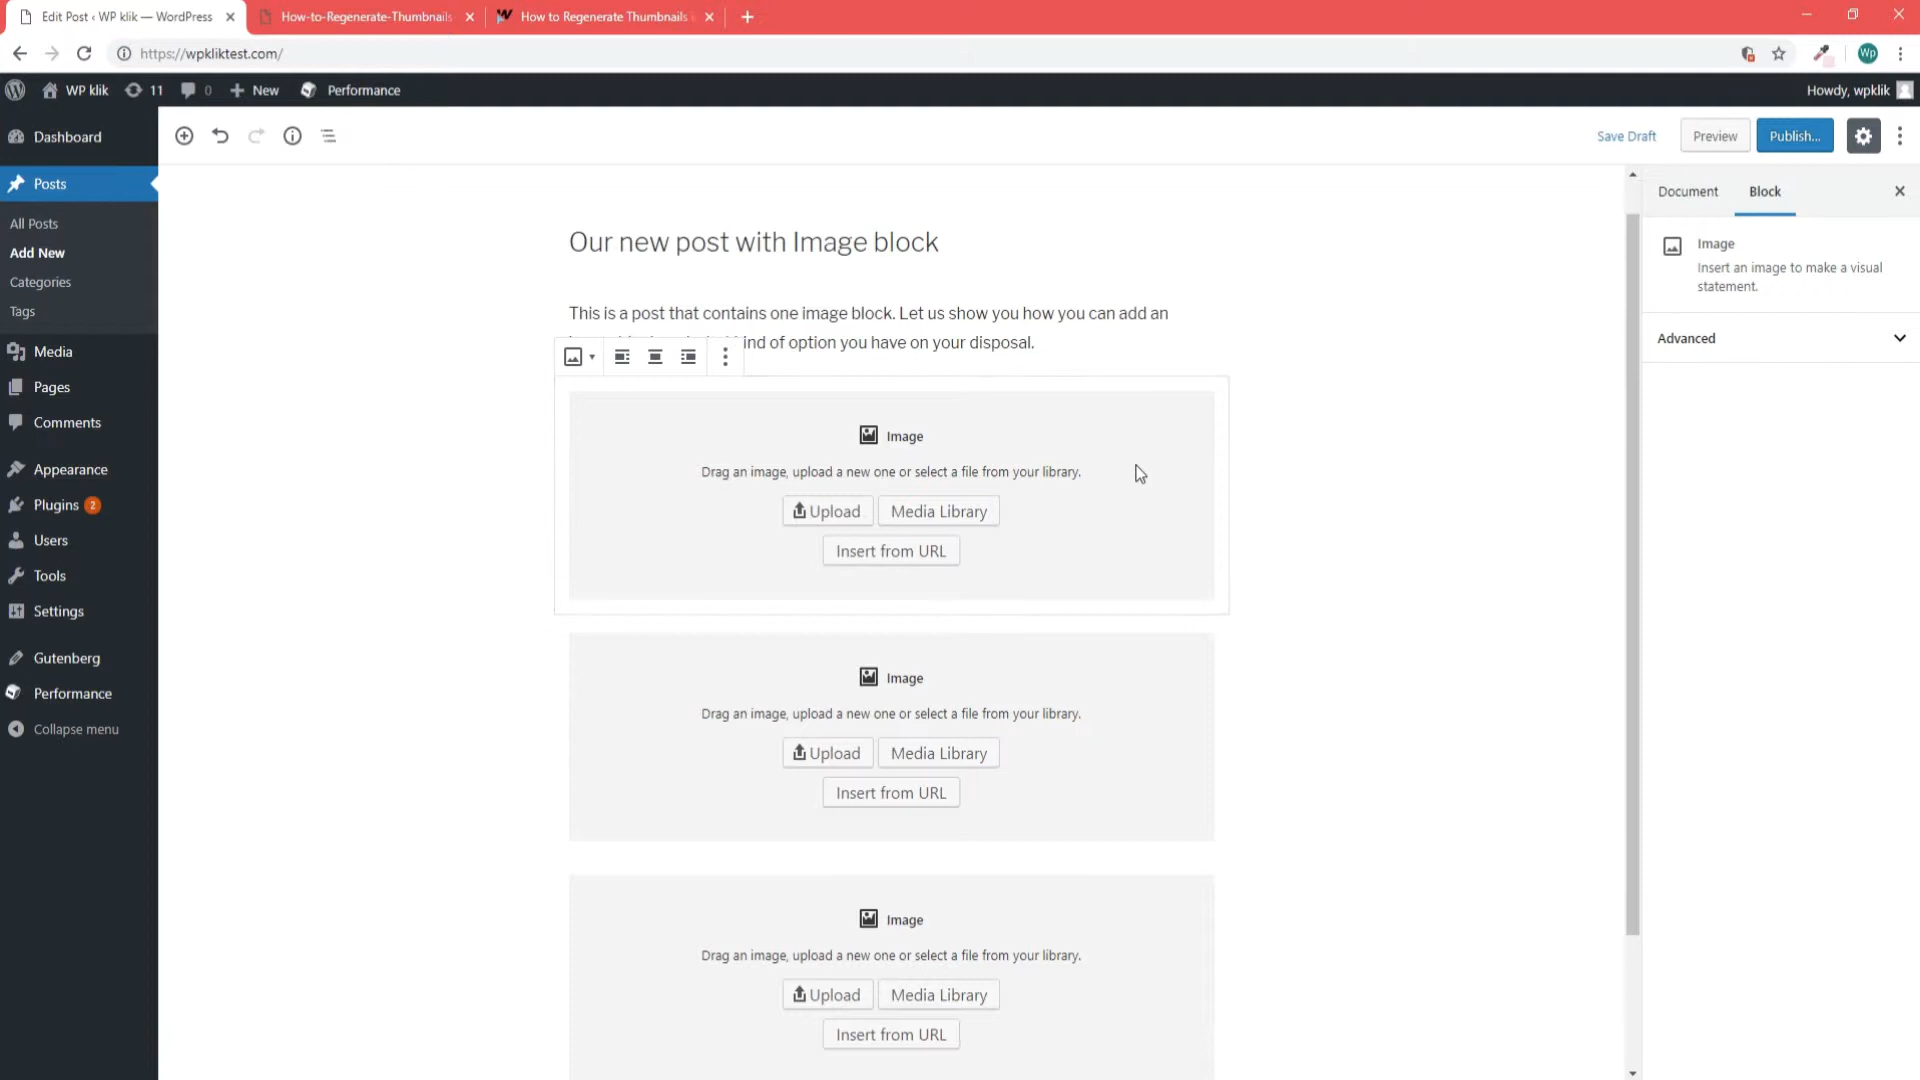 Edit Post ‹ WP klik — WordPress
How-to-Regenerate-Thumbnails
How to Regenerate Thumbnails
https://wpkliktest.com/
Wp
WP klik
11
0
New
Performance
Howdy, wpklik
Dashboard
Posts
All Posts
Add New
Categories
Tags
Media
Pages
Comments
Appearance
Plugins 2
Users
Tools
Settings
Gutenberg
Performance
Collapse menu
Save Draft
Preview
Publish...
Our new post with Image block
This is a post that contains one image block. Let us show you how you can add an
ind of option you have on your disposal.
Image
Drag an image, upload a new one or select a file from your library.
Upload
Media Library
Insert from URL
Image
Drag an image, upload a new one or select a file from your library.
Upload
Media Library
Insert from URL
Image
Drag an image, upload a new one or select a file from your library.
Upload
Media Library
Insert from URL
Document
Block
Image
Insert an image to make a visual
statement.
Advanced